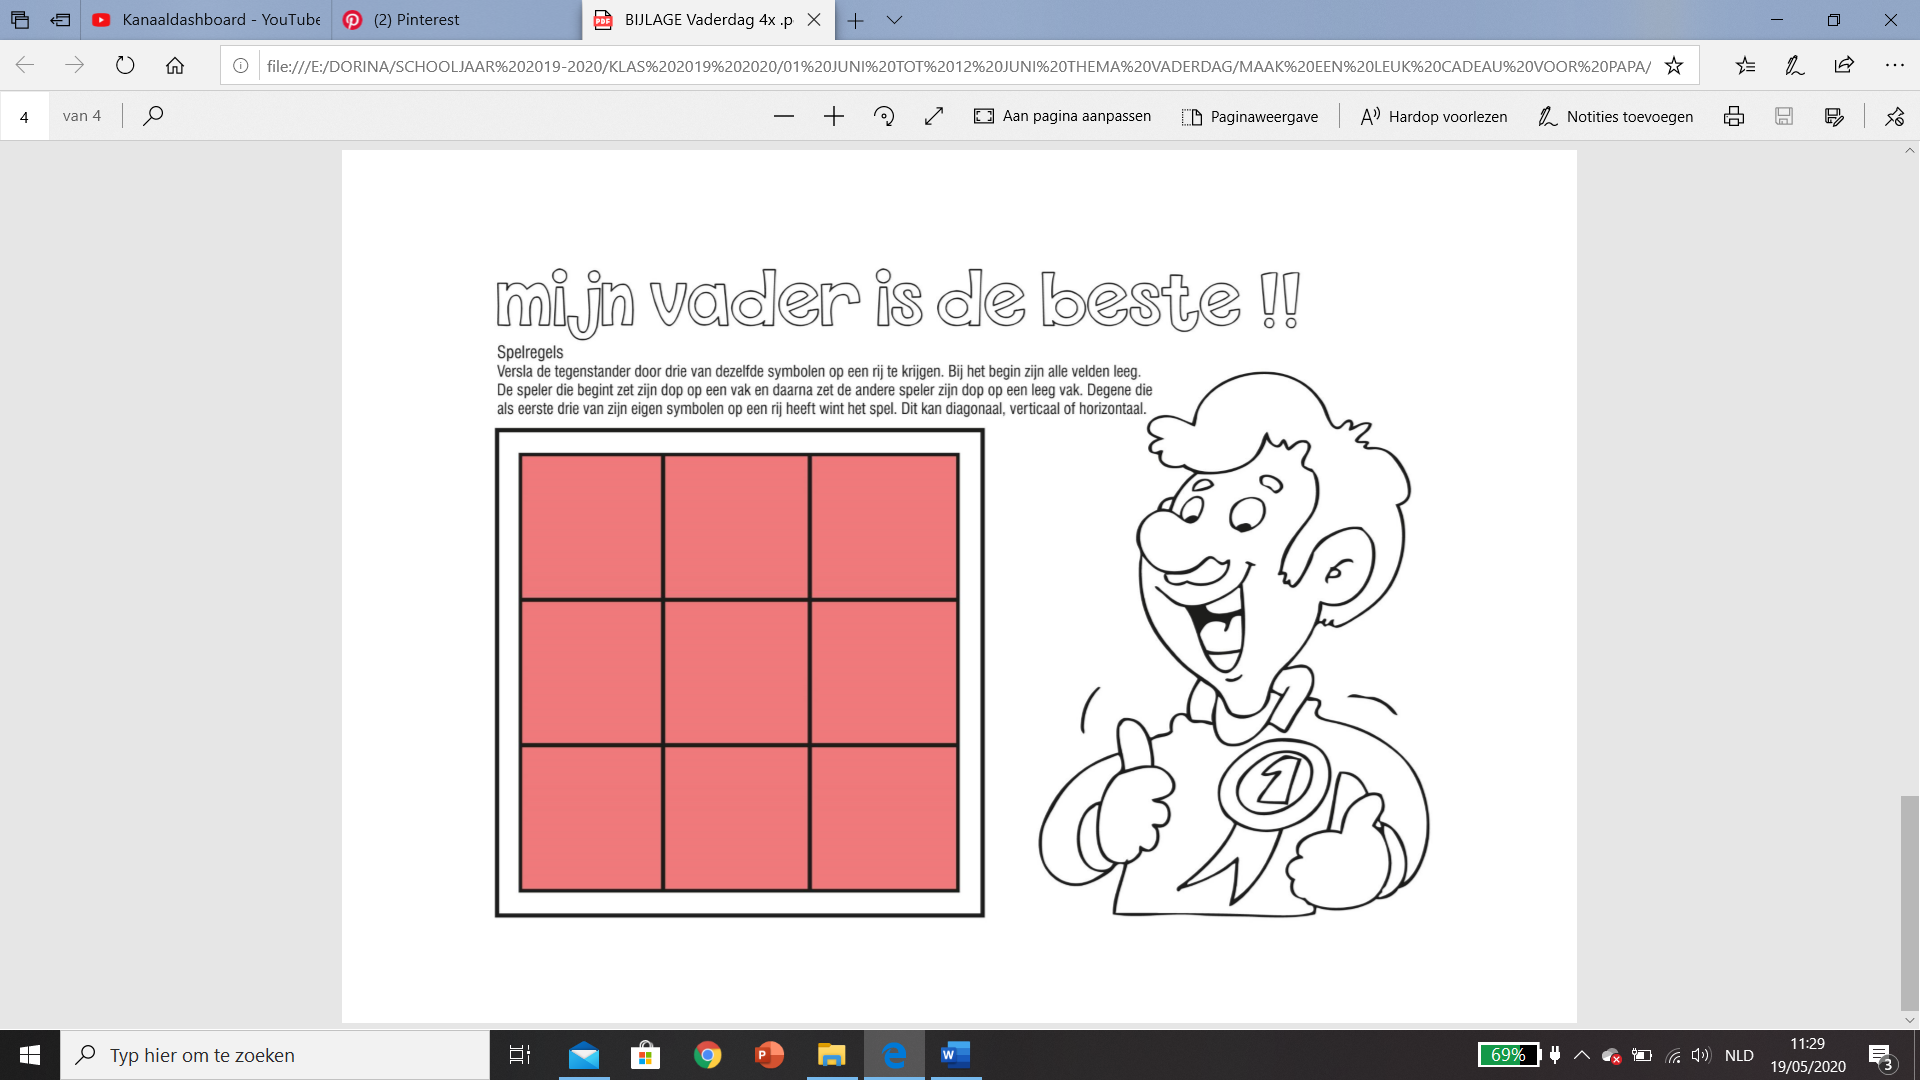 Kanaaldashboard - YouTube
(2) Pinterest
BIJLAGE Vaderdag 4x .p
file:///E:/DORINA/SCHOOLJAAR%202019-2020/KLAS%202019%202020/01%20JUNI%20TOT%2012%20JUNI%20THEMA%20VADERDAG/MAAK%20EEN%20LEUK%20CADEAU%20VOOR%20PAPA/
4 van 4
Aan pagina aanpassen
Paginaweergave
Hardop voorlezen
Notities toevoegen
mijn vader is de beste !!
Spelregels
Versla de tegenstander door drie van dezelfde symbolen op een rij te krijgen. Bij het begin zijn alle velden leeg.
De speler die begint zet zijn dop op een vak en daarna zet de andere speler zijn dop op een leeg vak. Degene die
als eerste drie van zijn eigen symbolen op een rij heeft wint het spel. Dit kan diagonaal, verticaal of horizontaal.
1
Typ hier om te zoeken
69%
NLD
11:29
19/05/2020
3